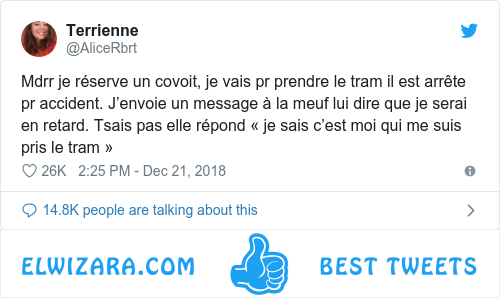 Terrienne
@AliceRbrt
Mdrr je réserve un covoit, je vais pr prendre le tram il est arrête
pr accident. J’envoie un message à la meuf lui dire que je serai
en retard. Tsais pas elle répond « je sais c’est moi qui me suis
pris le tram »
26K 2:25 PM - Dec 21, 2018
14.8K people are talking about this
ELWIZARA.COM BEST TWEETS